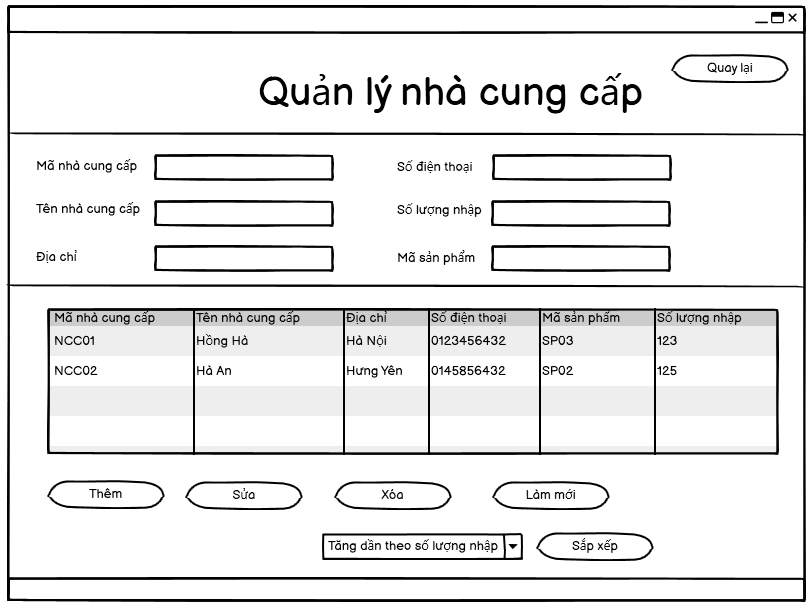 Quay lại
Quản lý nhà cung cấp
Mã nhà cung cấp
Số điện thoại
Tên nhà cung cấp
Số lượng nhập
Địa chỉ
Mã sản phẩm
Mã nhà cung cấp Tên nhà cung cấp Địa chỉ Số điện thoại Mã sản phẩm Số lượng nhập
NCC01 Hồng Hà Hà Nội 0123456432 SP03 123
NCC02 Hà An Hưng Yên 0145856432 SP02 125
Thêm Sửa Xóa Làm mới
Tăng dần theo số lượng nhập Sắp xếp